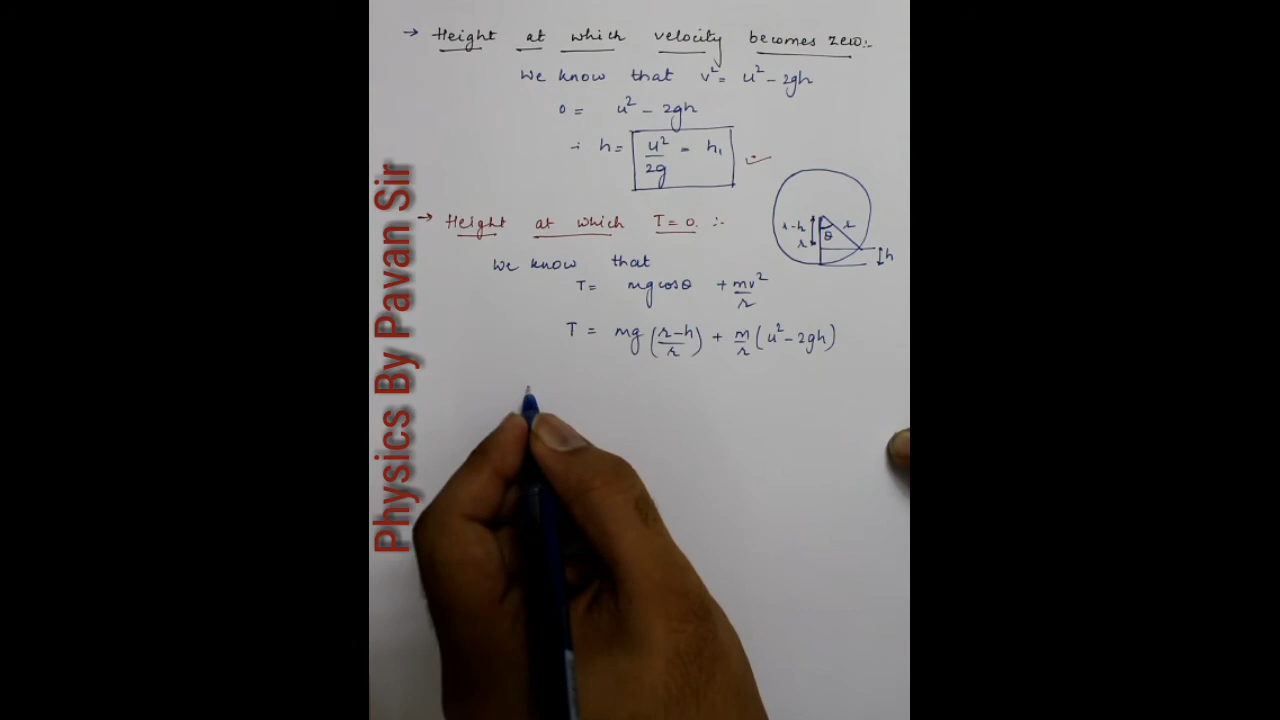 → Height at which velocity becomes zero:-
We know that v² = u² - 2gh
0 = u² - 2gh
∴ h = u²/2g = h₁
→ Height at which T = 0. :-
r-h
r
θ
r
h
We know that
T = mg cosθ + mv²/r
T = mg (r-h/r) + m/r (u² - 2gh)
Physics By Pavan Sir